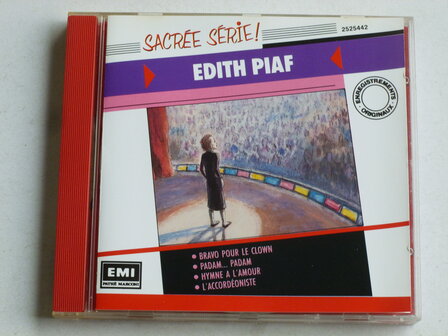 SACRÉE SÉRIE!
2525442
EDITH PIAF
ENREGISTREMENTS
ORIGINAUX
• BRAVO POUR LE CLOWN
• PADAM... PADAM
• HYMNE A L'AMOUR
• L'ACCORDÉONISTE
EMI
PATHÉ MARCONI